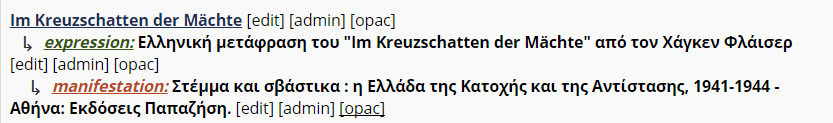 Im Kreuzschatten der Mächte [edit] [admin] [opac]
↳ expression: Ελληνική μετάφραση του "Im Kreuzschatten der Mächte" από τον Χάγκεν Φλάισερ
[edit] [admin] [opac]
↳ manifestation: Στέμμα και σβάστικα : η Ελλάδα της Κατοχής και της Αντίστασης, 1941-1944 -
Αθήνα: Εκδόσεις Παπαζήση. [edit] [admin] [opac]